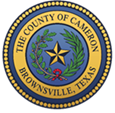 THE COUNTY OF CAMERON
BROWNSVILLE, TEXAS